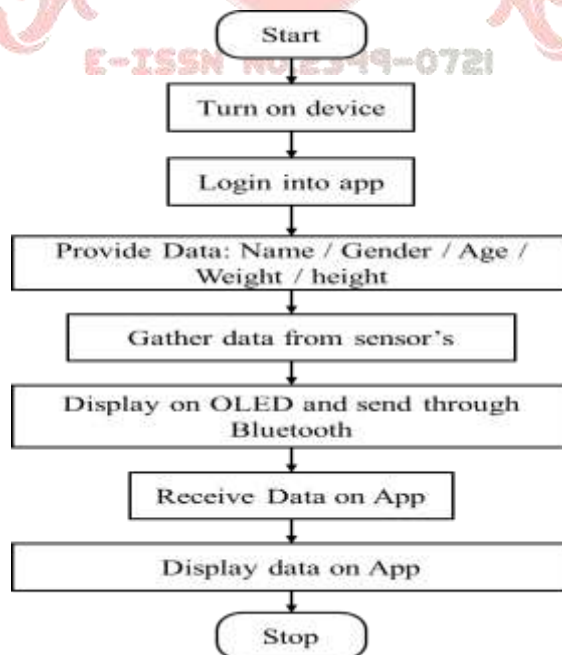 Start
E-ISSN NO:2349-0721
Turn on device
Login into app
Provide Data: Name / Gender / Age /
Weight / height
Gather data from sensor's
Display on OLED and send through
Bluetooth
Receive Data on App
Display data on App
Stop